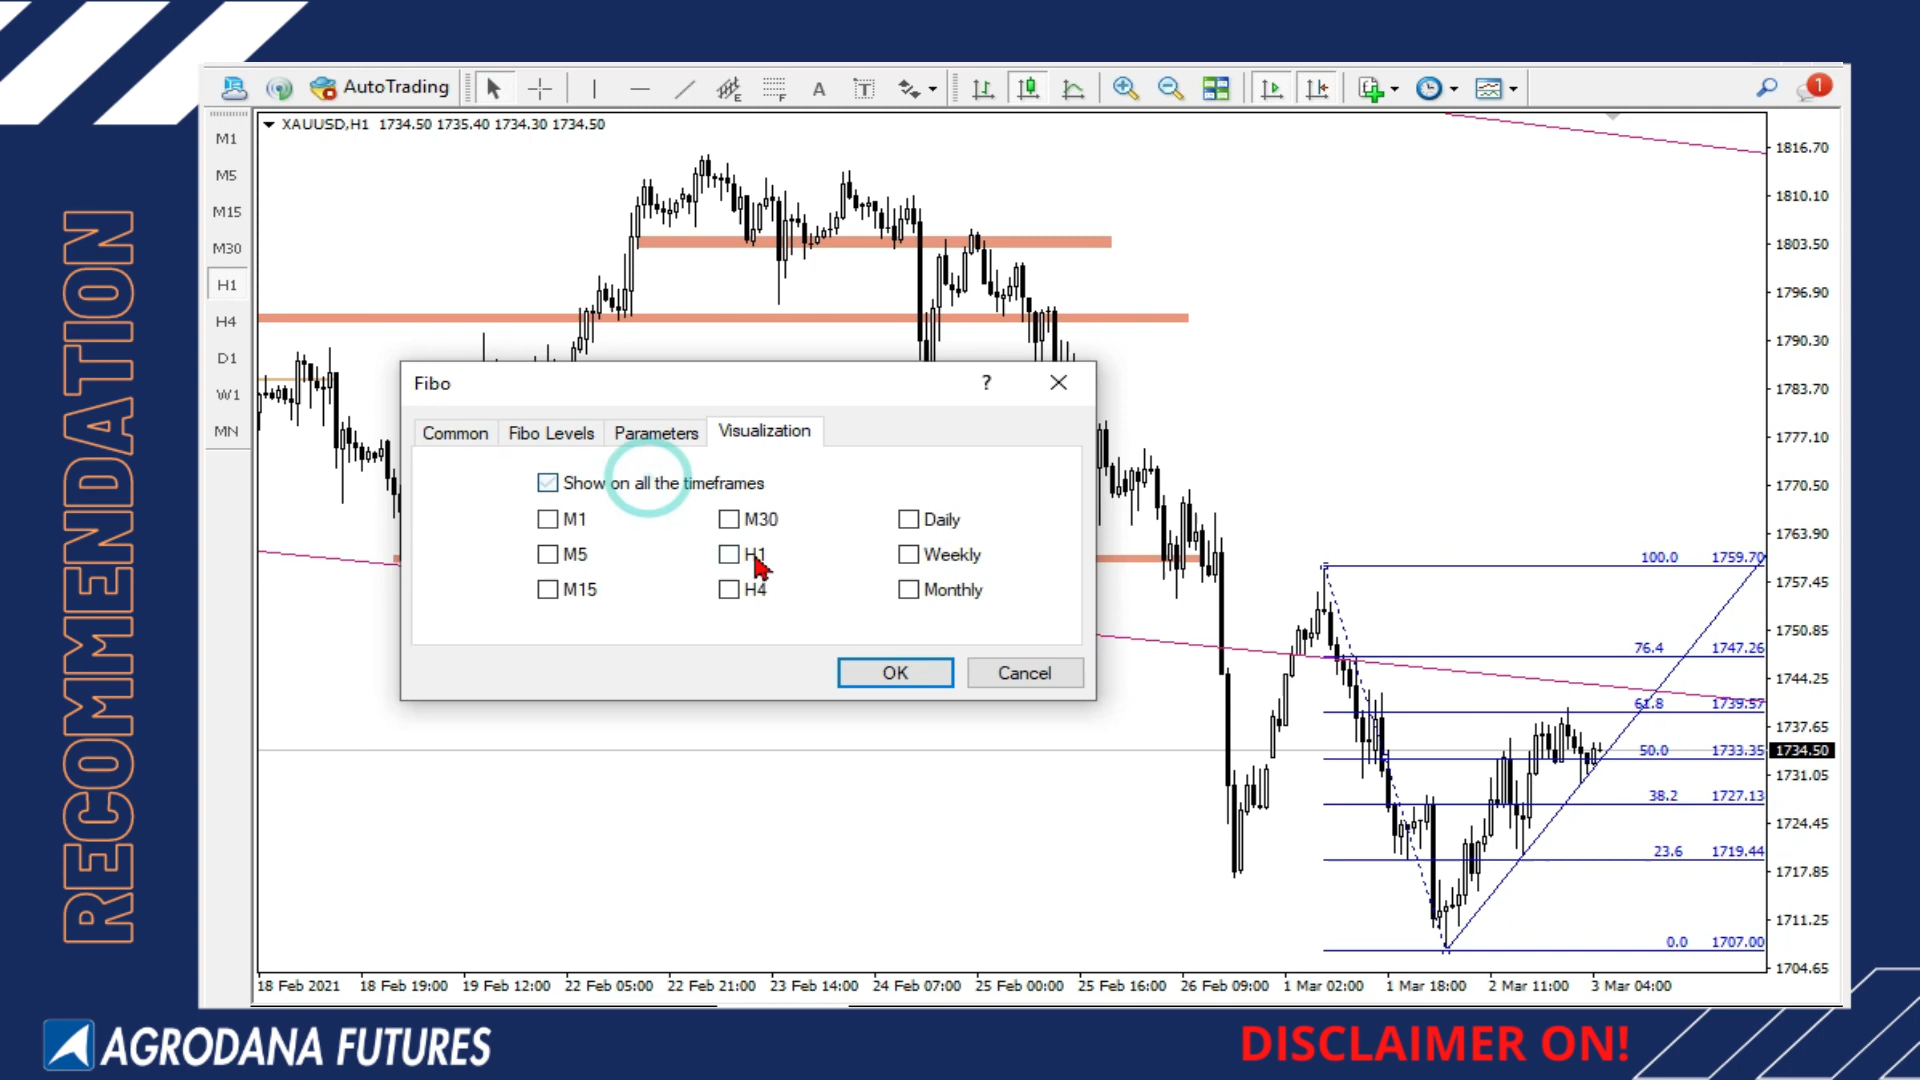 AutoTrading
E
F
A
T
1
XAUUSD,H1 1734.50 1735.40 1734.30 1734.50
M1
M5
M15
M30
H1
H4
D1
W1
MN
RECOMMENDATION
Fibo
?
Common
Fibo Levels
Parameters
Visualization
Show on all the timeframes
M1
M30
Daily
M5
H1
Weekly
M15
H4
Monthly
OK
Cancel
1816.70
1810.10
1803.50
1796.90
1790.30
1783.70
1777.10
1770.50
1763.90
1757.45
1750.85
1744.25
1737.65
1734.50
1731.05
1724.45
1717.85
1711.25
1704.65
100.0 1759.70
76.4 1747.26
61.8 1739.57
50.0 1733.35
38.2 1727.13
23.6 1719.44
0.0 1707.00
18 Feb 2021
18 Feb 19:00
19 Feb 12:00
22 Feb 05:00
22 Feb 21:00
23 Feb 14:00
24 Feb 07:00
25 Feb 00:00
25 Feb 16:00
26 Feb 09:00
1 Mar 02:00
1 Mar 18:00
2 Mar 11:00
3 Mar 04:00
AGRODANA FUTURES
DISCLAIMER ON!